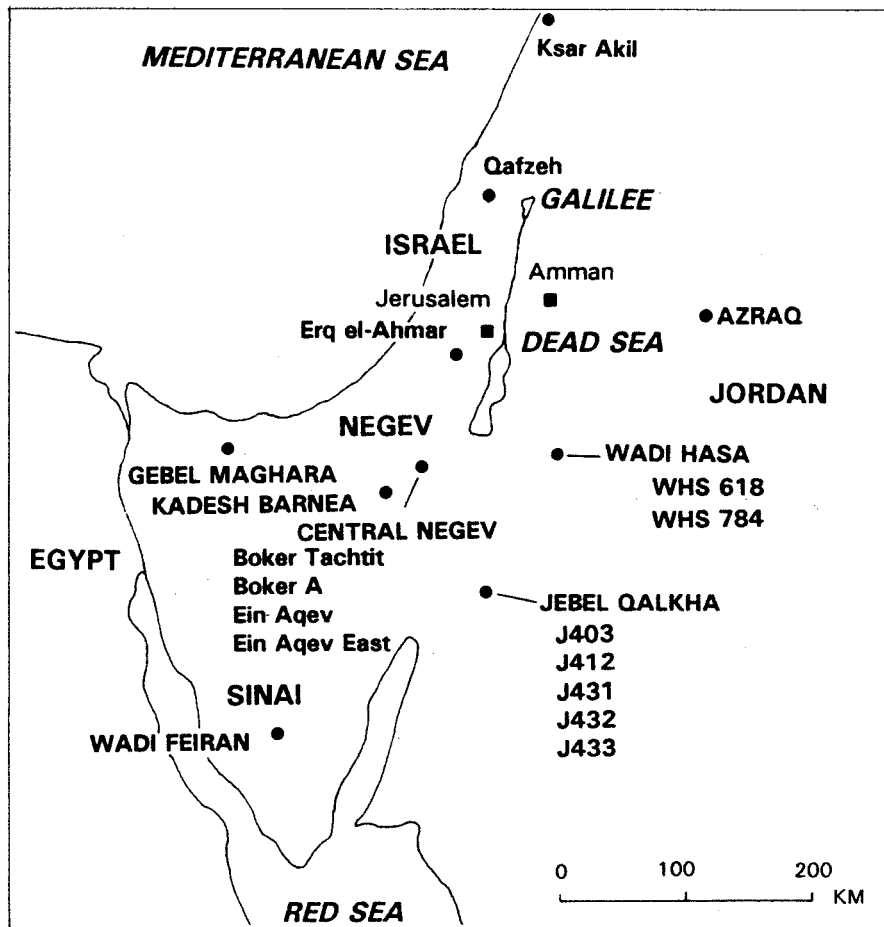 MEDITERRANEAN SEA
Ksar Akil
Qafzeh
GALILEE
ISRAEL
Amman
Jerusalem
AZRAQ
Erq el-Ahmar
DEAD SEA
JORDAN
NEGEV
GEBEL MAGHARA
WADI HASA
WHS 618
WHS 784
KADESH BARNEA
CENTRAL NEGEV
Boker Tachtit
Boker A
Ein Aqev
Ein Aqev East
EGYPT
JEBEL QALKHA
J403
J412
J431
J432
J433
SINAI
WADI FEIRAN
0 100 200
KM
RED SEA